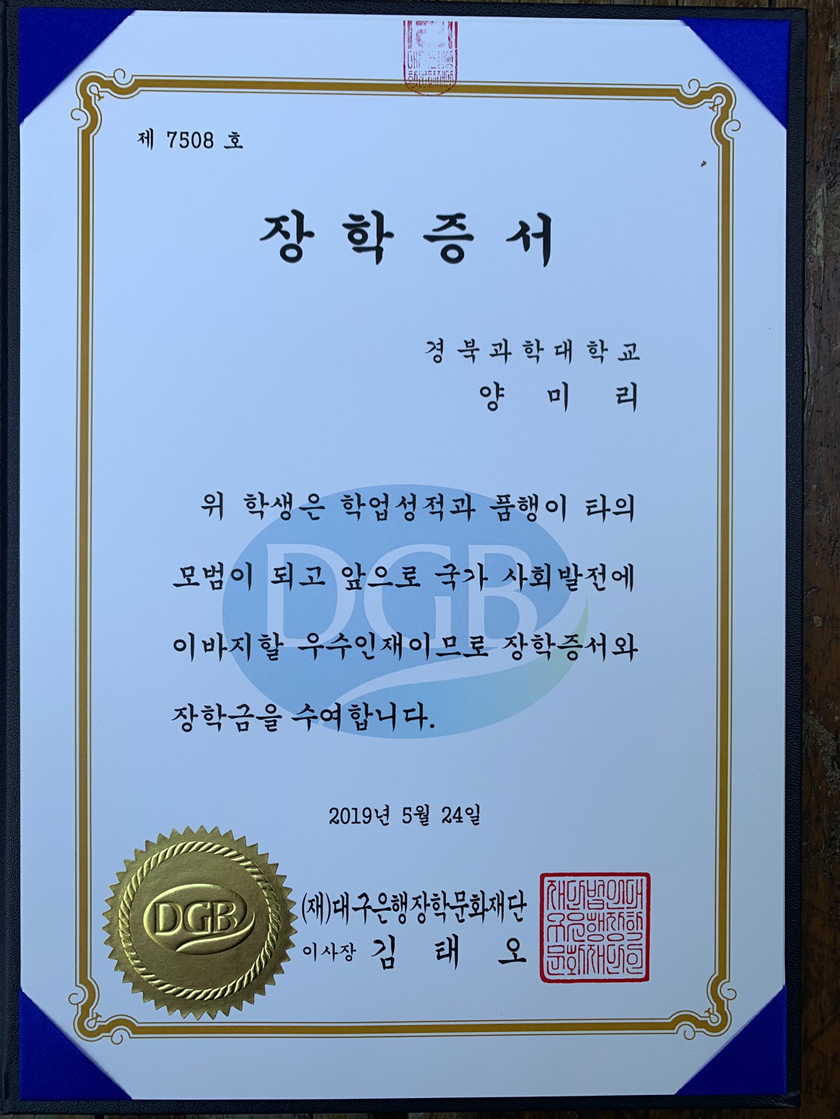 제 7508 호
장학증서
경북과학대학교
양미리
위 학생은 학업성적과 품행이 타의
모범이 되고 앞으로 국가 사회발전에
이바지할 우수인재이므로 장학증서와
장학금을 수여합니다.
DGB
2019년 5월 24일
DGB
(재)대구은행장학문화재단
이사장 김태오